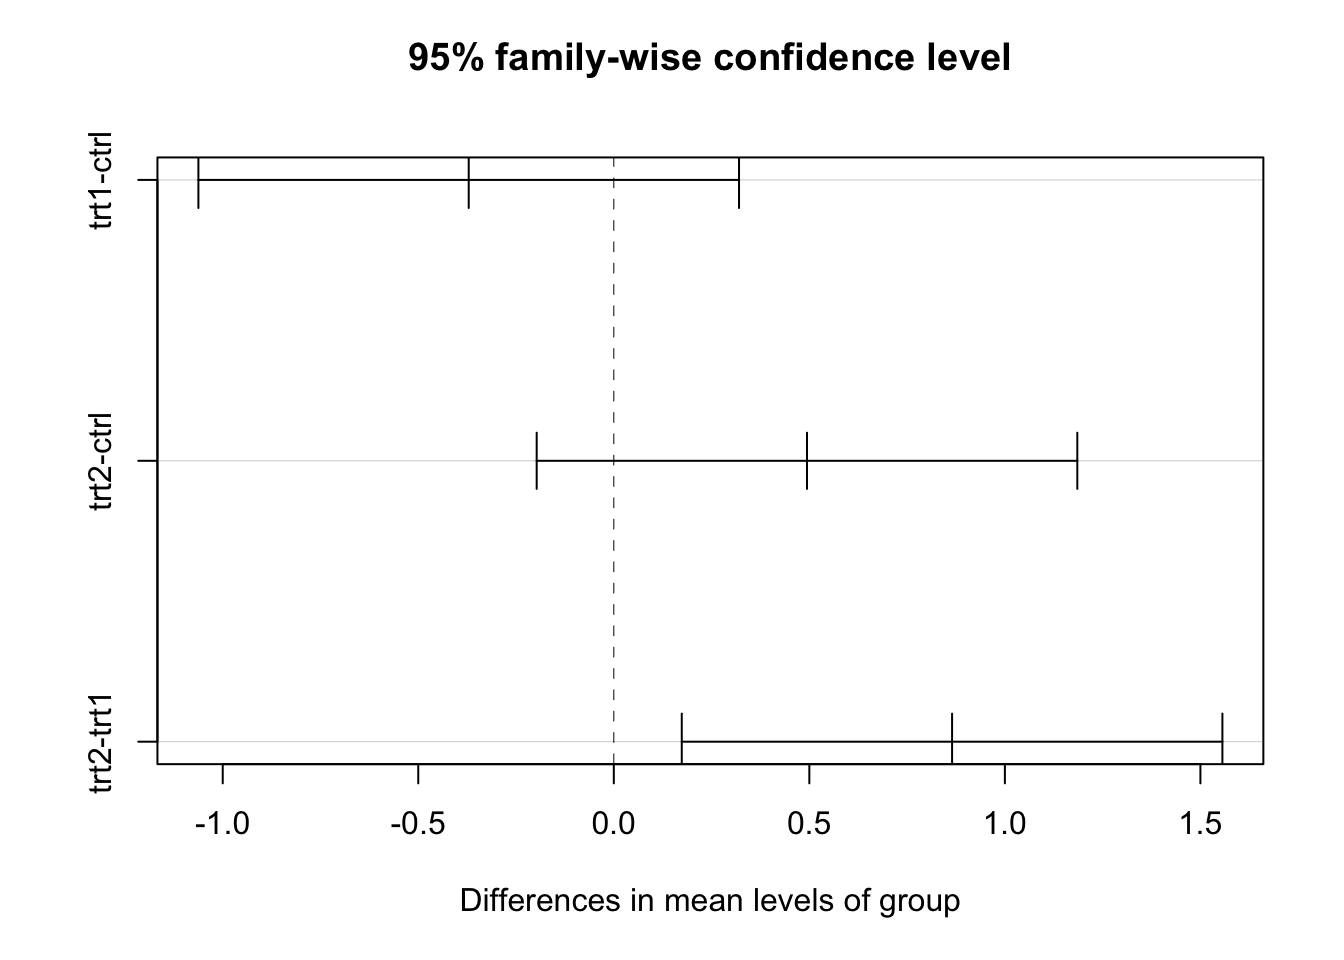 95% family-wise confidence level
trt1-ctrl
trt2-ctrl
trt2-trt1
-1.0 -0.5 0.0 0.5 1.0 1.5
Differences in mean levels of group